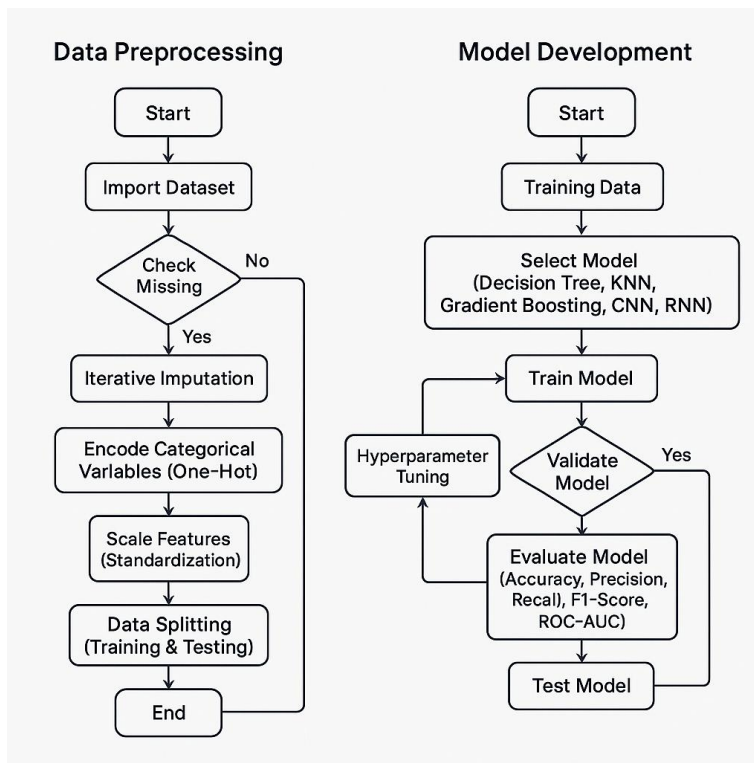 Data Preprocessing
Start
Import Dataset
Check
Missing
No
Yes
Iterative Imputation
Encode Categorical
Variables (One-Hot)
Scale Features
(Standardization)
Data Splitting
(Training & Testing)
End
Model Development
Start
Training Data
Select Model
(Decision Tree, KNN,
Gradient Boosting, CNN, RNN)
Train Model
Hyperparameter
Tuning
Validate
Model
Yes
Evaluate Model
(Accuracy, Precision,
Recal), F1-Score,
ROC-AUC)
Test Model